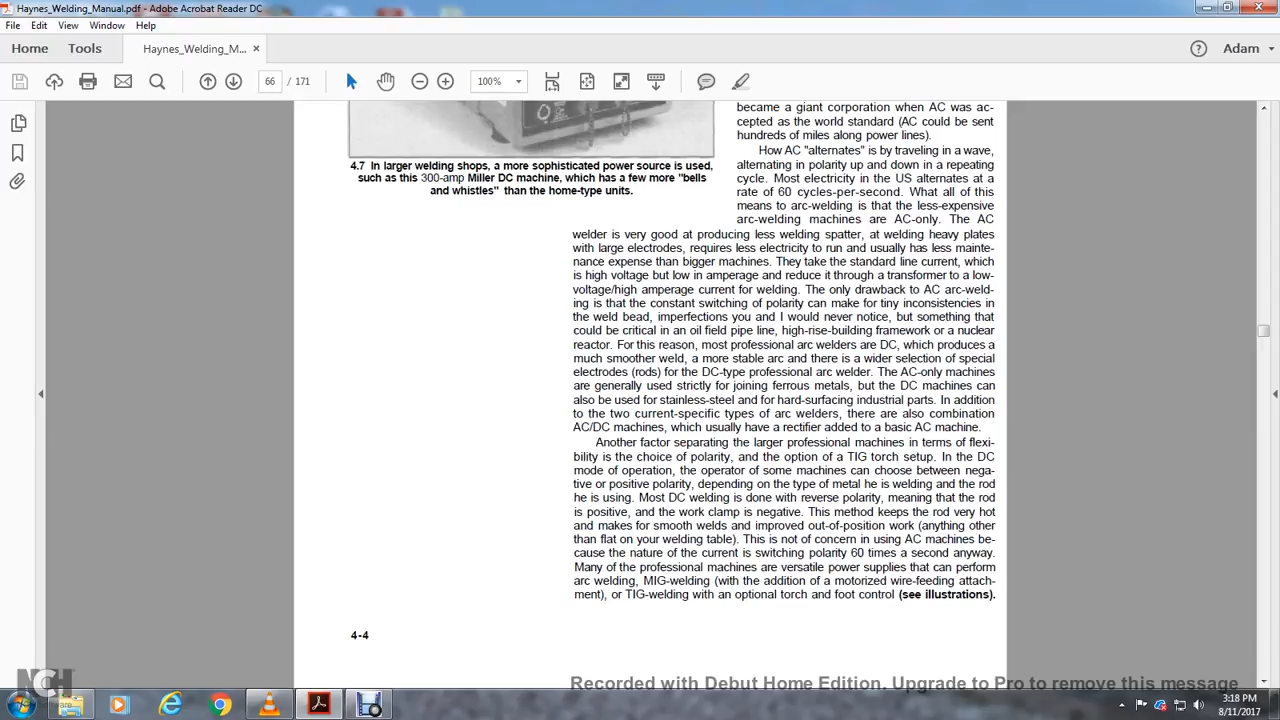 Haynes_Welding_Manual.pdf - Adobe Acrobat Reader DC
File Edit View Window Help
Home Tools Haynes_Welding_M... × Adam
66 / 171 100%
became a giant corporation when AC was ac-
cepted as the world standard (AC could be sent
hundreds of miles along power lines).
How AC "alternates" is by traveling in a wave,
alternating in polarity up and down in a repeating
cycle. Most electricity in the US alternates at a
rate of 60 cycles-per-second. What all of this
means to arc-welding is that the less-expensive
arc-welding machines are AC-only. The AC
4.7 In larger welding shops, a more sophisticated power source is used,
such as this 300-amp Miller DC machine, which has a few more "bells
and whistles" than the home-type units.
welder is very good at producing less welding spatter, at welding heavy plates
with large electrodes, requires less electricity to run and usually has less mainte-
nance expense than bigger machines. They take the standard line current, which
is high voltage but low in amperage and reduce it through a transformer to a low-
voltage/high amperage current for welding. The only drawback to AC arc-weld-
ing is that the constant switching of polarity can make for tiny inconsistencies in
the weld bead, imperfections you and I would never notice, but something that
could be critical in an oil field pipe line, high-rise-building framework or a nuclear
reactor. For this reason, most professional arc welders are DC, which produces a
much smoother weld, a more stable arc and there is a wider selection of special
electrodes (rods) for the DC-type professional arc welder. The AC-only machines
are generally used strictly for joining ferrous metals, but the DC machines can
also be used for stainless-steel and for hard-surfacing industrial parts. In addition
to the two current-specific types of arc welders, there are also combination
AC/DC machines, which usually have a rectifier added to a basic AC machine.
Another factor separating the larger professional machines in terms of flexi-
bility is the choice of polarity, and the option of a TIG torch setup. In the DC
mode of operation, the operator of some machines can choose between nega-
tive or positive polarity, depending on the type of metal he is welding and the rod
he is using. Most DC welding is done with reverse polarity, meaning that the rod
is positive, and the work clamp is negative. This method keeps the rod very hot
and makes for smooth welds and improved out-of-position work (anything other
than flat on your welding table). This is not of concern in using AC machines be-
cause the nature of the current is switching polarity 60 times a second anyway.
Many of the professional machines are versatile power supplies that can perform
arc welding, MIG-welding (with the addition of a motorized wire-feeding attach-
ment), or TIG-welding with an optional torch and foot control (see illustrations).
4-4
NCH
Software
Recorded with Debut Home Edition. Upgrade to Pro to remove this message
3:18 PM
8/11/2017